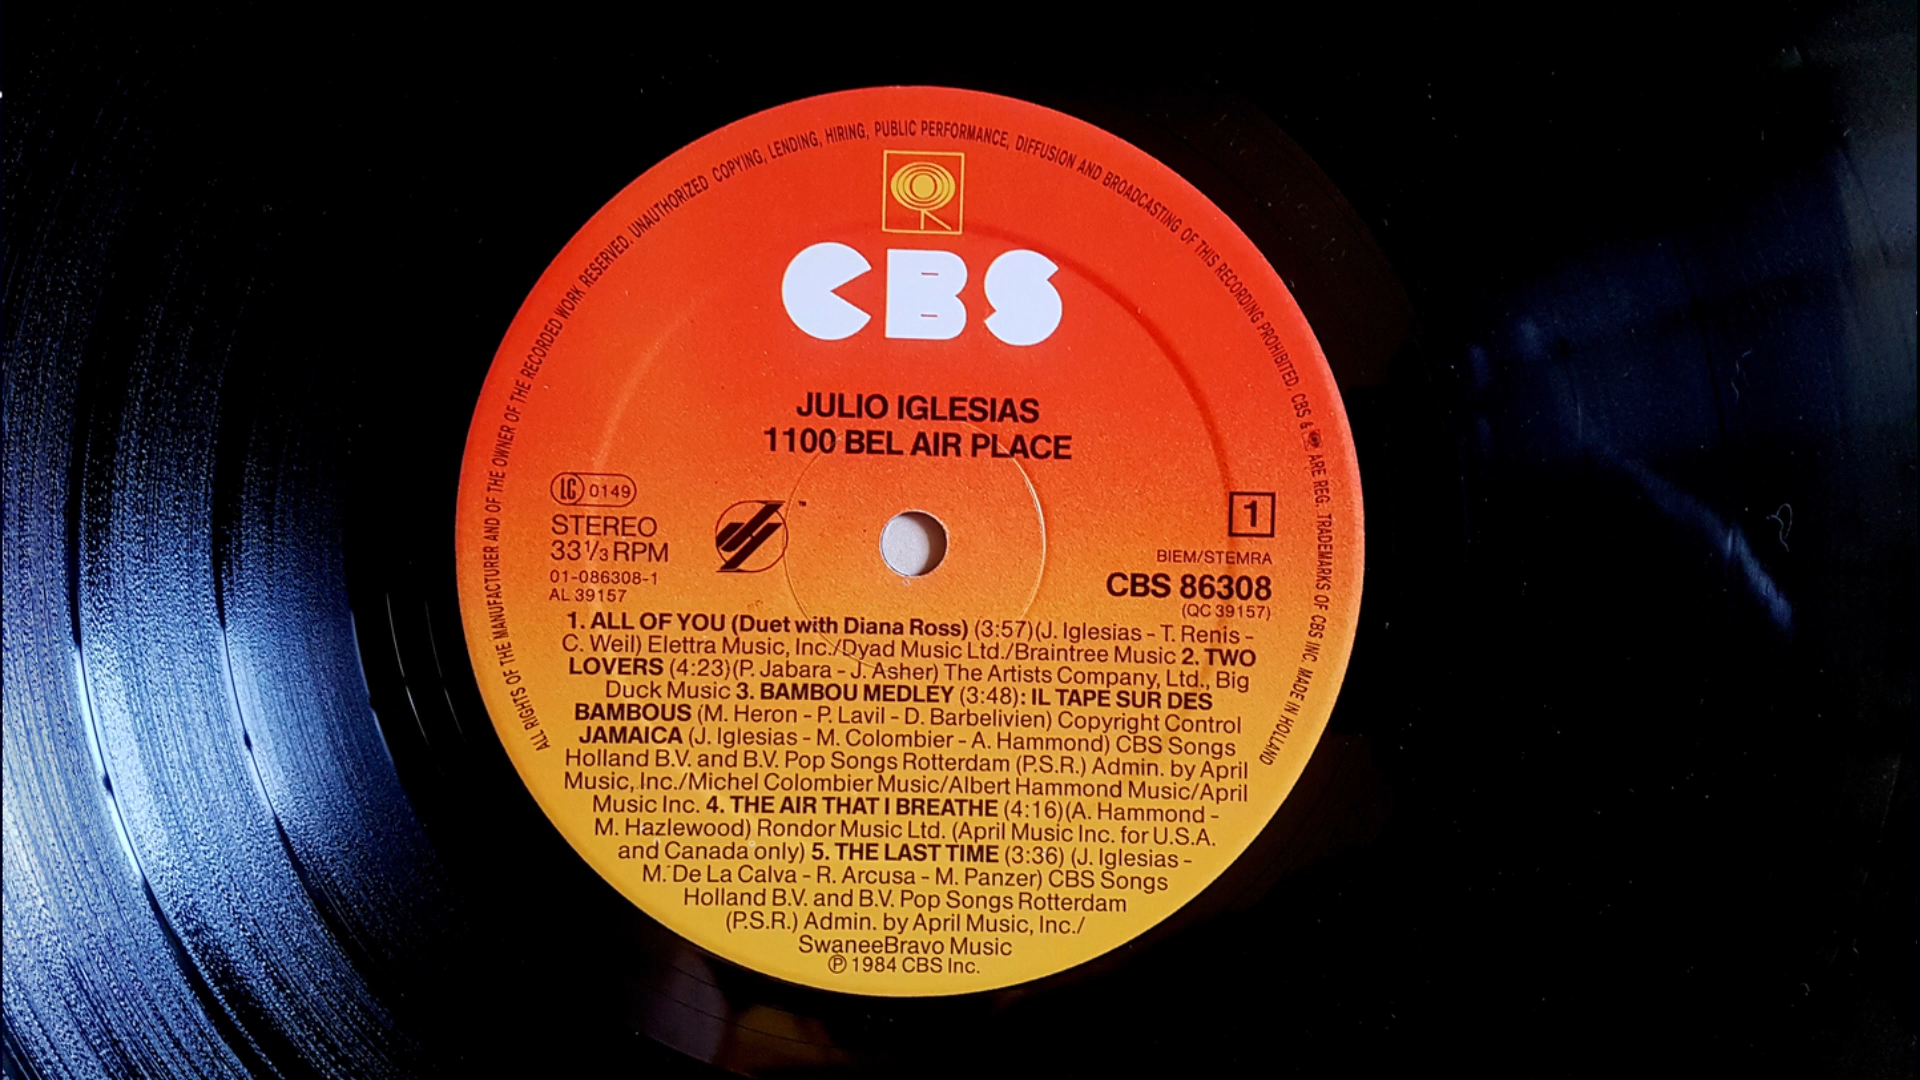 ALL RIGHTS OF THE MANUFACTURER AND OF THE OWNER OF THE RECORDED WORK RESERVED. UNAUTHORIZED COPYING, LENDING, HIRING, PUBLIC PERFORMANCE, DIFFUSION AND BROADCASTING OF THIS RECORDING PROHIBITED. CBS & ARE REG. TRADEMARKS OF CBS INC. MADE IN HOLLAND
CBS
JULIO IGLESIAS
1100 BEL AIR PLACE
LC 0149
STEREO
33 1/3 RPM
01-086308-1
AL 39157
™
1
BIEM/STEMRA
CBS 86308
(QC 39157)
1. ALL OF YOU (Duet with Diana Ross) (3:57)(J. Iglesias - T. Renis -
C. Weil) Elettra Music, Inc./Dyad Music Ltd./Braintree Music 2. TWO
LOVERS (4:23)(P. Jabara - J. Asher) The Artists Company, Ltd., Big
Duck Music 3. BAMBOU MEDLEY (3:48): IL TAPE SUR DES
BAMBOUS (M. Heron - P. Lavil - D. Barbelivien) Copyright Control
JAMAICA (J. Iglesias - M. Colombier - A. Hammond) CBS Songs
Holland B.V. and B.V. Pop Songs Rotterdam (P.S.R.) Admin. by April
Music, Inc./Michel Colombier Music/Albert Hammond Music/April
Music Inc. 4. THE AIR THAT I BREATHE (4:16)(A. Hammond -
M. Hazlewood) Rondor Music Ltd. (April Music Inc. for U.S.A.
and Canada only) 5. THE LAST TIME (3:36) (J. Iglesias -
M. De La Calva - R. Arcusa - M. Panzer) CBS Songs
Holland B.V. and B.V. Pop Songs Rotterdam
(P.S.R.) Admin. by April Music, Inc./
SwaneeBravo Music
℗ 1984 CBS Inc.